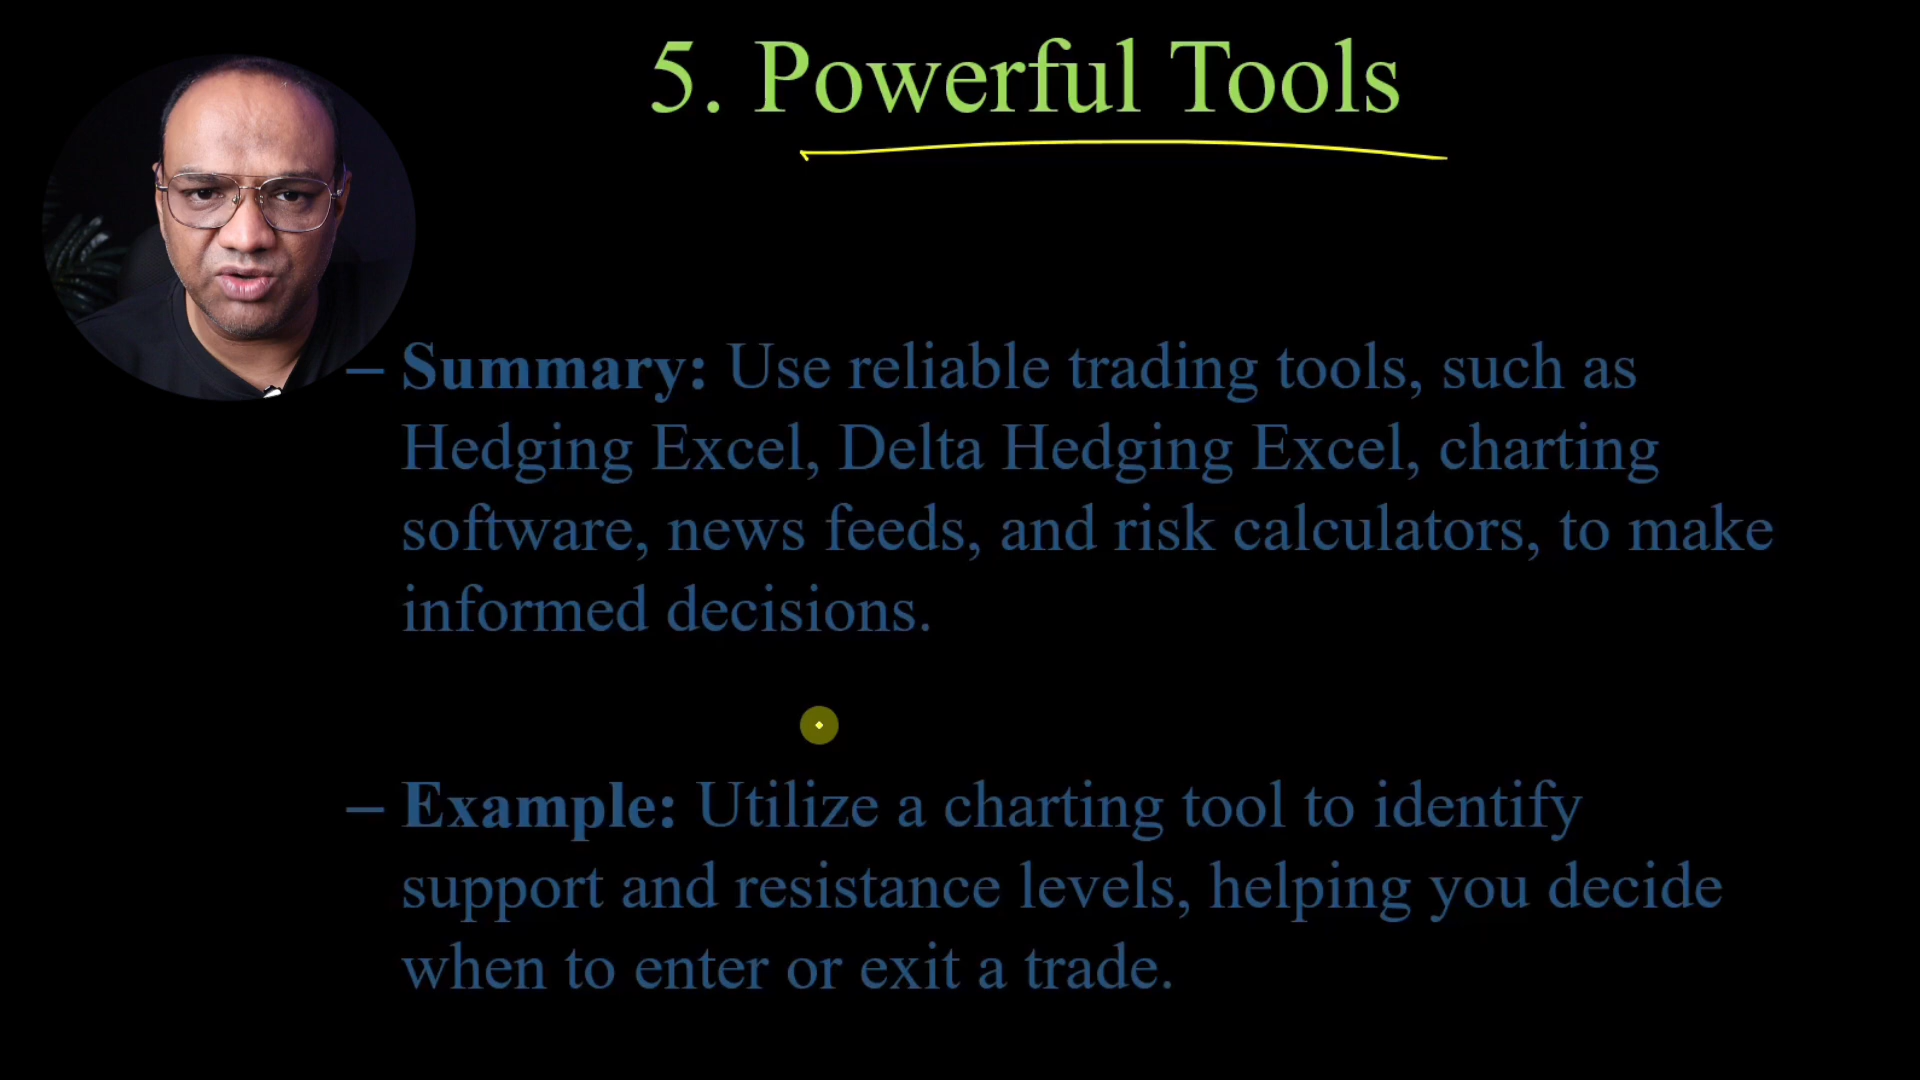 5. Powerful Tools
– Summary: Use reliable trading tools, such as
Hedging Excel, Delta Hedging Excel, charting
software, news feeds, and risk calculators, to make
informed decisions.
– Example: Utilize a charting tool to identify
support and resistance levels, helping you decide
when to enter or exit a trade.